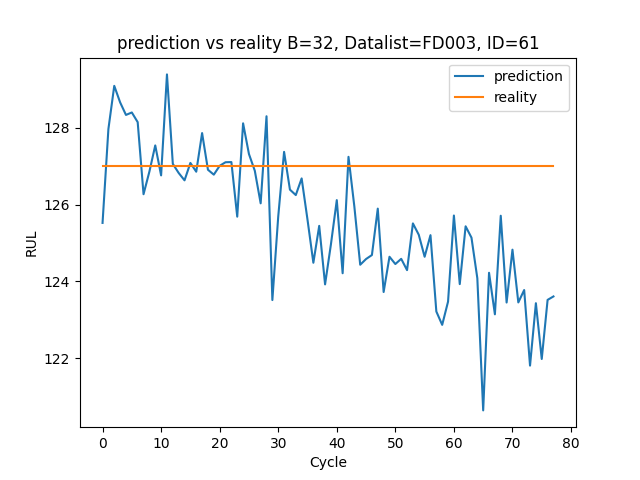 prediction vs reality B=32, Datalist=FD003, ID=61
prediction
reality
128
126
124
122
RUL
0 10 20 30 40 50 60 70 80
Cycle